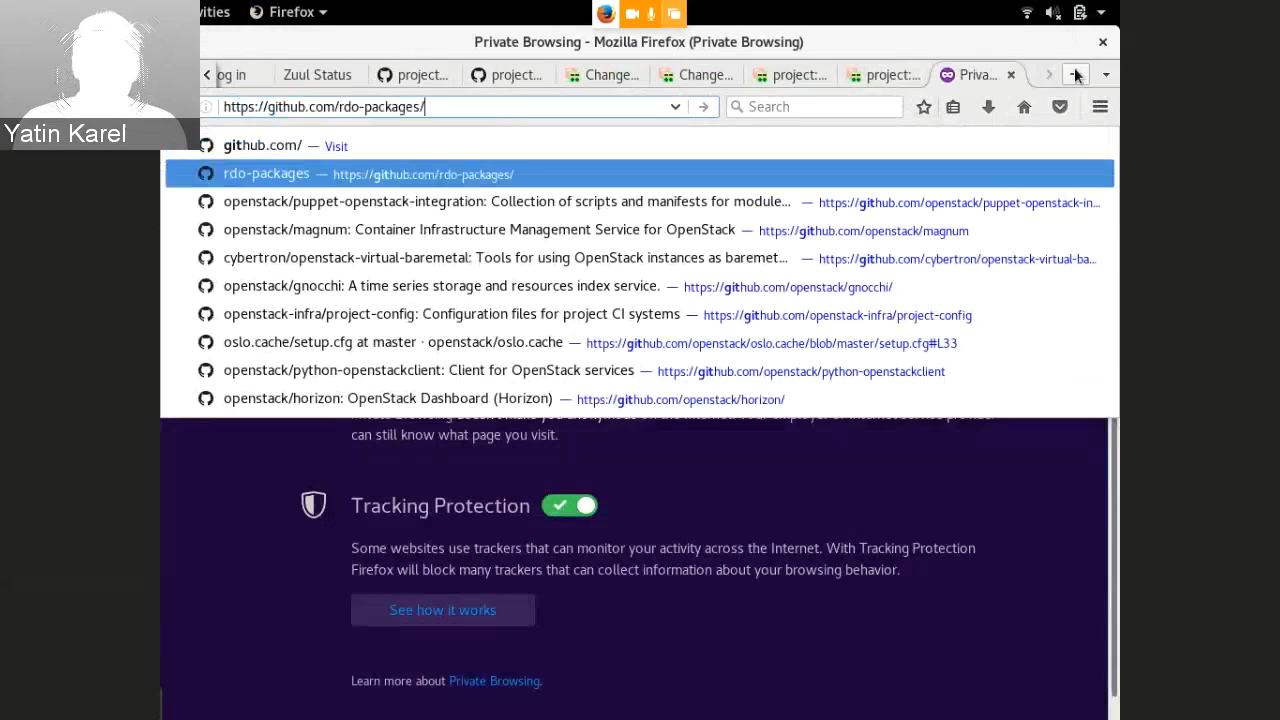 vities Firefox
Private Browsing - Mozilla Firefox (Private Browsing)
og in Zuul Status project... project... Change... Change... project:... project:... Priva...
https://github.com/rdo-packages/ Search
Yatin Karel
github.com/ — Visit
rdo-packages — https://github.com/rdo-packages/
openstack/puppet-openstack-integration: Collection of scripts and manifests for module... — https://github.com/openstack/puppet-openstack-in...
openstack/magnum: Container Infrastructure Management Service for OpenStack — https://github.com/openstack/magnum
cybertron/openstack-virtual-baremetal: Tools for using OpenStack instances as baremet... — https://github.com/cybertron/openstack-virtual-ba...
openstack/gnocchi: A time series storage and resources index service. — https://github.com/openstack/gnocchi/
openstack-infra/project-config: Configuration files for project CI systems — https://github.com/openstack-infra/project-config
oslo.cache/setup.cfg at master · openstack/oslo.cache — https://github.com/openstack/oslo.cache/blob/master/setup.cfg#L33
openstack/python-openstackclient: Client for OpenStack services — https://github.com/openstack/python-openstackclient
openstack/horizon: OpenStack Dashboard (Horizon) — https://github.com/openstack/horizon/
can still know what page you visit.
Tracking Protection
Some websites use trackers that can monitor your activity across the Internet. With Tracking Protection
Firefox will block many trackers that can collect information about your browsing behavior.
See how it works
Learn more about Private Browsing.